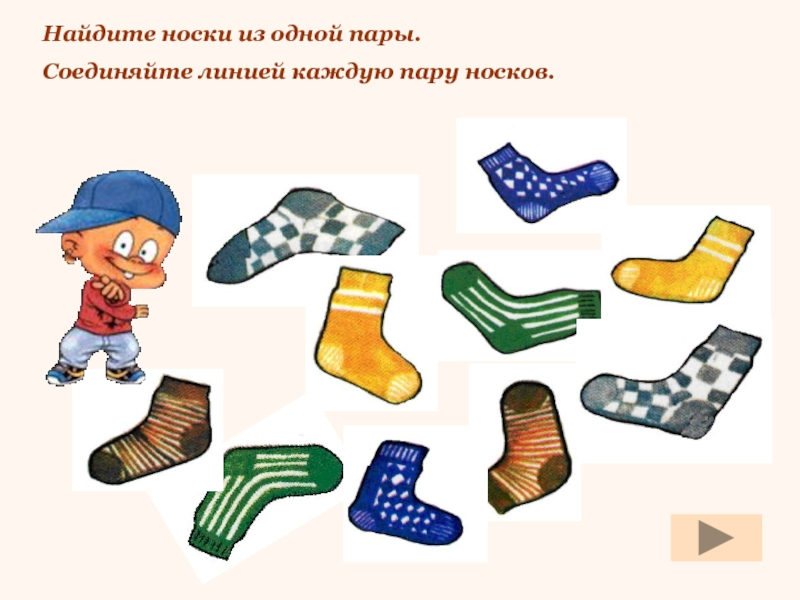 Найдите носки из одной пары.
Соединяйте линией каждую пару носков.